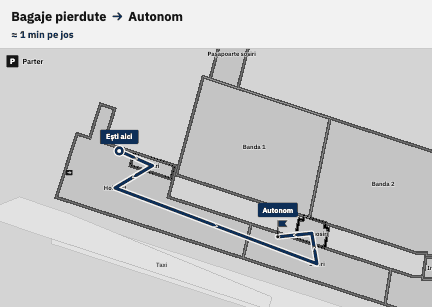 Bagaje pierdute → Autonom
≈ 1 min pe jos
P Parter
Pașapoarte sosiri
Ești aici
Banda 1
Banda 2
Autonom
Taxi